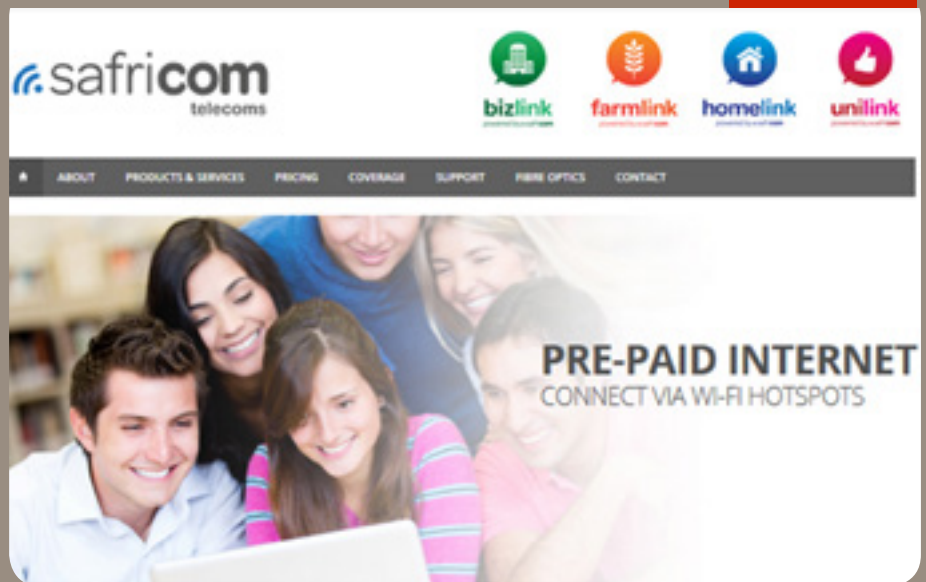 safricom
telecoms
bizlink
farmlink
homelink
unilink
ABOUT PRODUCTS & SERVICES PRICING COVERAGE SUPPORT FIBRE OPTICS CONTACT
PRE-PAID INTERNET
CONNECT VIA WI-FI HOTSPOTS